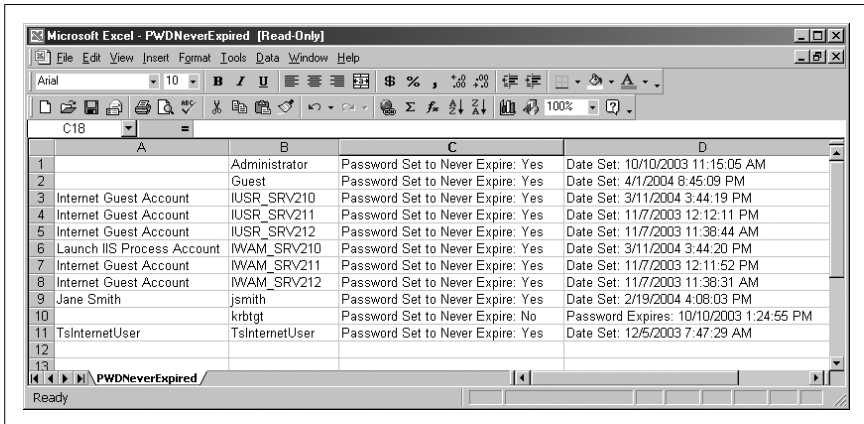 Microsoft Excel - PWDNeverExpired [Read-Only]
File Edit View Insert Format Tools Data Window Help
Arial 10 B I U $ % ,
100%
C18 =
A B C D
1 Administrator Password Set to Never Expire: Yes Date Set: 10/10/2003 11:15:05 AM
2 Guest Password Set to Never Expire: Yes Date Set: 4/1/2004 8:45:09 PM
3 Internet Guest Account IUSR_SRV210 Password Set to Never Expire: Yes Date Set: 3/11/2004 3:44:19 PM
4 Internet Guest Account IUSR_SRV211 Password Set to Never Expire: Yes Date Set: 11/7/2003 12:12:11 PM
5 Internet Guest Account IUSR_SRV212 Password Set to Never Expire: Yes Date Set: 11/7/2003 11:38:44 AM
6 Launch IIS Process Account IWAM_SRV210 Password Set to Never Expire: Yes Date Set: 3/11/2004 3:44:20 PM
7 Internet Guest Account IWAM_SRV211 Password Set to Never Expire: Yes Date Set: 11/7/2003 12:11:52 PM
8 Internet Guest Account IWAM_SRV212 Password Set to Never Expire: Yes Date Set: 11/7/2003 11:38:31 AM
9 Jane Smith jsmith Password Set to Never Expire: Yes Date Set: 2/19/2004 4:08:03 PM
10 krbtgt Password Set to Never Expire: No Password Expires: 10/10/2003 1:24:55 PM
11 TsInternetUser TsInternetUser Password Set to Never Expire: Yes Date Set: 12/5/2003 7:47:29 AM
12
13
PWDNeverExpired
Ready